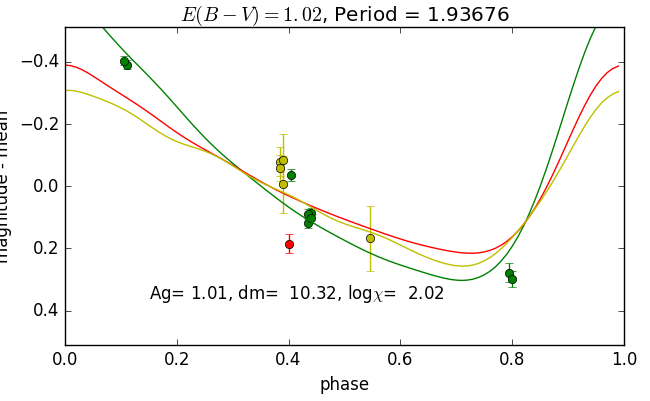 E(B − V) = 1.02, Period = 1.93676
magnitude - mean
−0.4
−0.2
0.0
0.2
0.4
Ag= 1.01, dm= 10.32, logχ= 2.02
0.0 0.2 0.4 0.6 0.8 1.0
phase